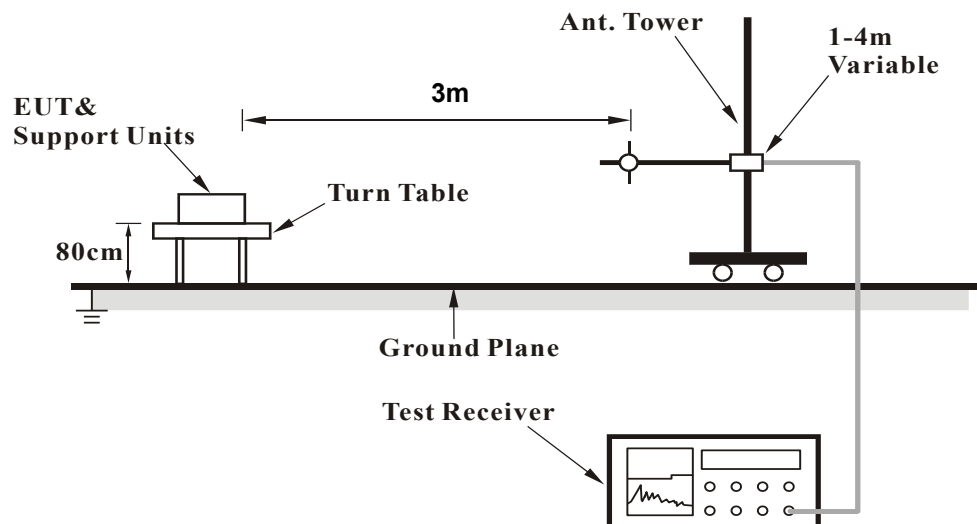 Ant. Tower
1-4m
Variable
3m
EUT&
Support Units
Turn Table
80cm
Ground Plane
Test Receiver